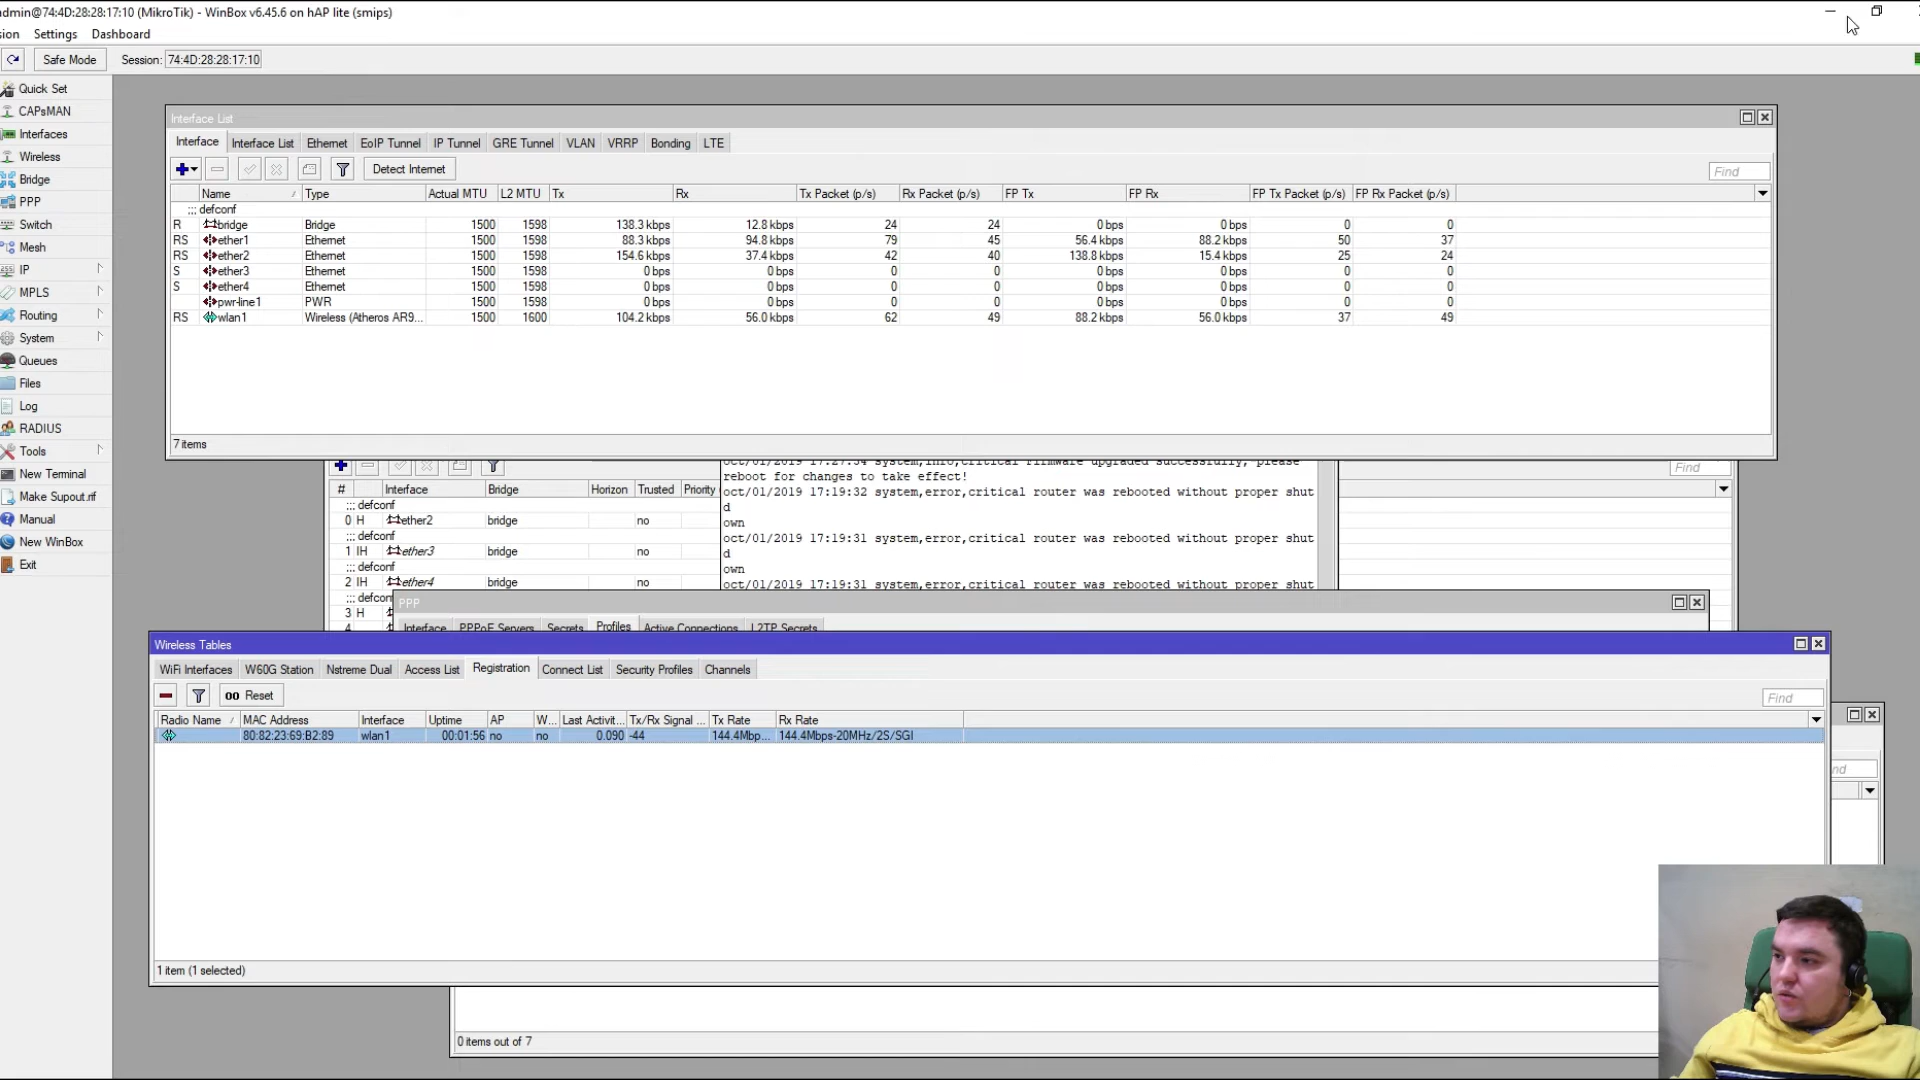 admin@74:4D:28:28:17:10 (MikroTik) - WinBox v6.45.6 on hAP lite (smips)
Settings Dashboard
Safe Mode Session: 74:4D:28:28:17:10
Quick Set
CAPsMAN
Interfaces
Wireless
Bridge
PPP
Switch
Mesh
IP
MPLS
Routing
System
Queues
Files
Log
RADIUS
Tools
New Terminal
Make Supout.rif
Manual
New WinBox
Exit
Interface List
Interface Interface List Ethernet EoIP Tunnel IP Tunnel GRE Tunnel VLAN VRRP Bonding LTE
Detect Internet Find
Name Type Actual MTU L2 MTU Tx Rx Tx Packet (p/s) Rx Packet (p/s) FP Tx FP Rx FP Tx Packet (p/s) FP Rx Packet (p/s)
;;; defconf
R bridge Bridge 1500 1598 138.3 kbps 12.8 kbps 24 24 0 bps 0 bps 0 0
RS ether1 Ethernet 1500 1598 88.3 kbps 94.8 kbps 79 45 56.4 kbps 88.2 kbps 50 37
RS ether2 Ethernet 1500 1598 154.6 kbps 37.4 kbps 42 40 138.8 kbps 15.4 kbps 25 24
S ether3 Ethernet 1500 1598 0 bps 0 bps 0 0 0 bps 0 bps 0 0
S ether4 Ethernet 1500 1598 0 bps 0 bps 0 0 0 bps 0 bps 0 0
pwr-line1 PWR 1500 1598 0 bps 0 bps 0 0 0 bps 0 bps 0 0
RS wlan1 Wireless (Atheros AR9... 1500 1600 104.2 kbps 56.0 kbps 62 49 88.2 kbps 56.0 kbps 37 49
7 items
Find
# Interface Bridge Horizon Trusted Priority
;;; defconf
0 H ether2 bridge no
;;; defconf
1 IH ether3 bridge no
;;; defconf
2 IH ether4 bridge no
;;; defconf
3 H
4
oct/01/2019 17:27:34 system,info,critical Firmware upgraded successfully, please
reboot for changes to take effect!
oct/01/2019 17:19:32 system,error,critical router was rebooted without proper shut
d
own
oct/01/2019 17:19:31 system,error,critical router was rebooted without proper shut
d
own
oct/01/2019 17:19:31 system,error,critical router was rebooted without proper shut
PPP
Interface PPPoE Servers Secrets Profiles Active Connections L2TP Secrets
Wireless Tables
WiFi Interfaces W60G Station Nstreme Dual Access List Registration Connect List Security Profiles Channels
00 Reset Find
Radio Name MAC Address Interface Uptime AP W... Last Activit... Tx/Rx Signal ... Tx Rate Rx Rate
80:82:23:69:B2:89 wlan1 00:01:56 no no 0.090 -44 144.4Mbp... 144.4Mbps-20MHz/2S/SGI
1 item (1 selected)
0 items out of 7